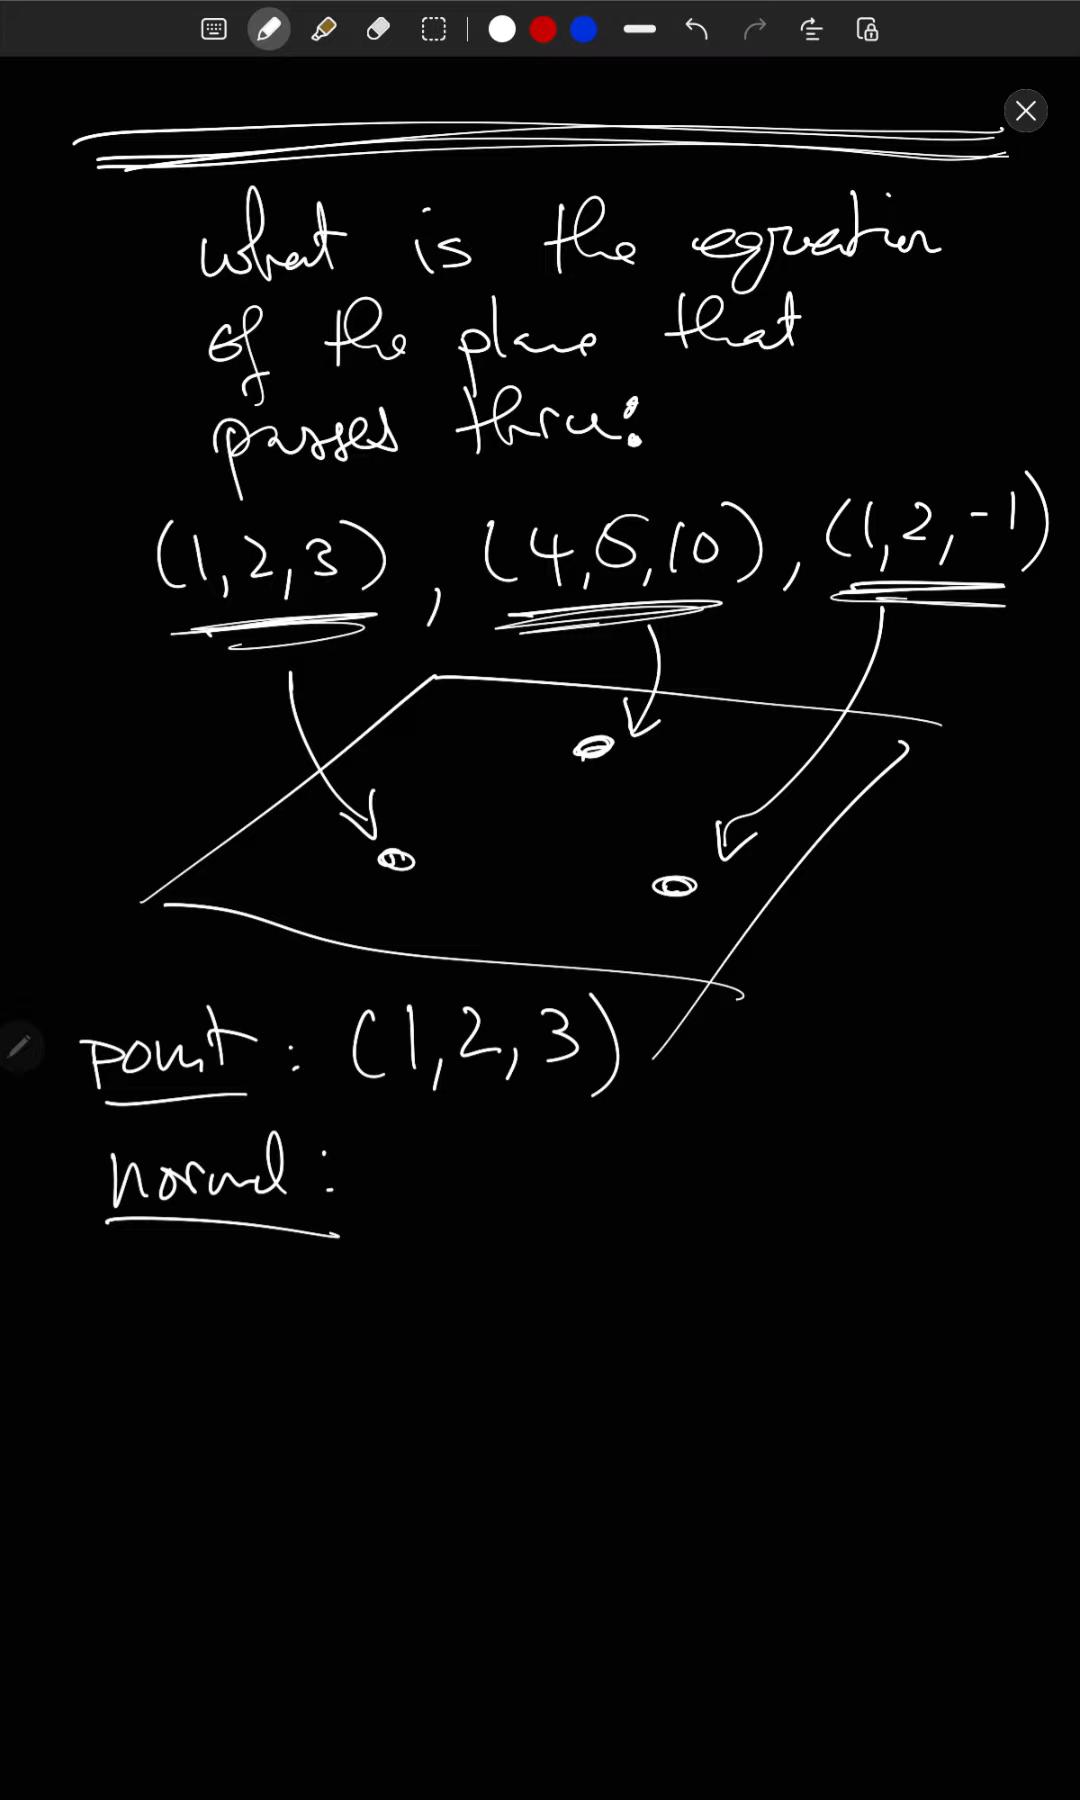 what is the equation
of the plane that
passes thru:
(1,2,3), (4,5,10), (1,2,-1)
point: (1,2,3)
normal: